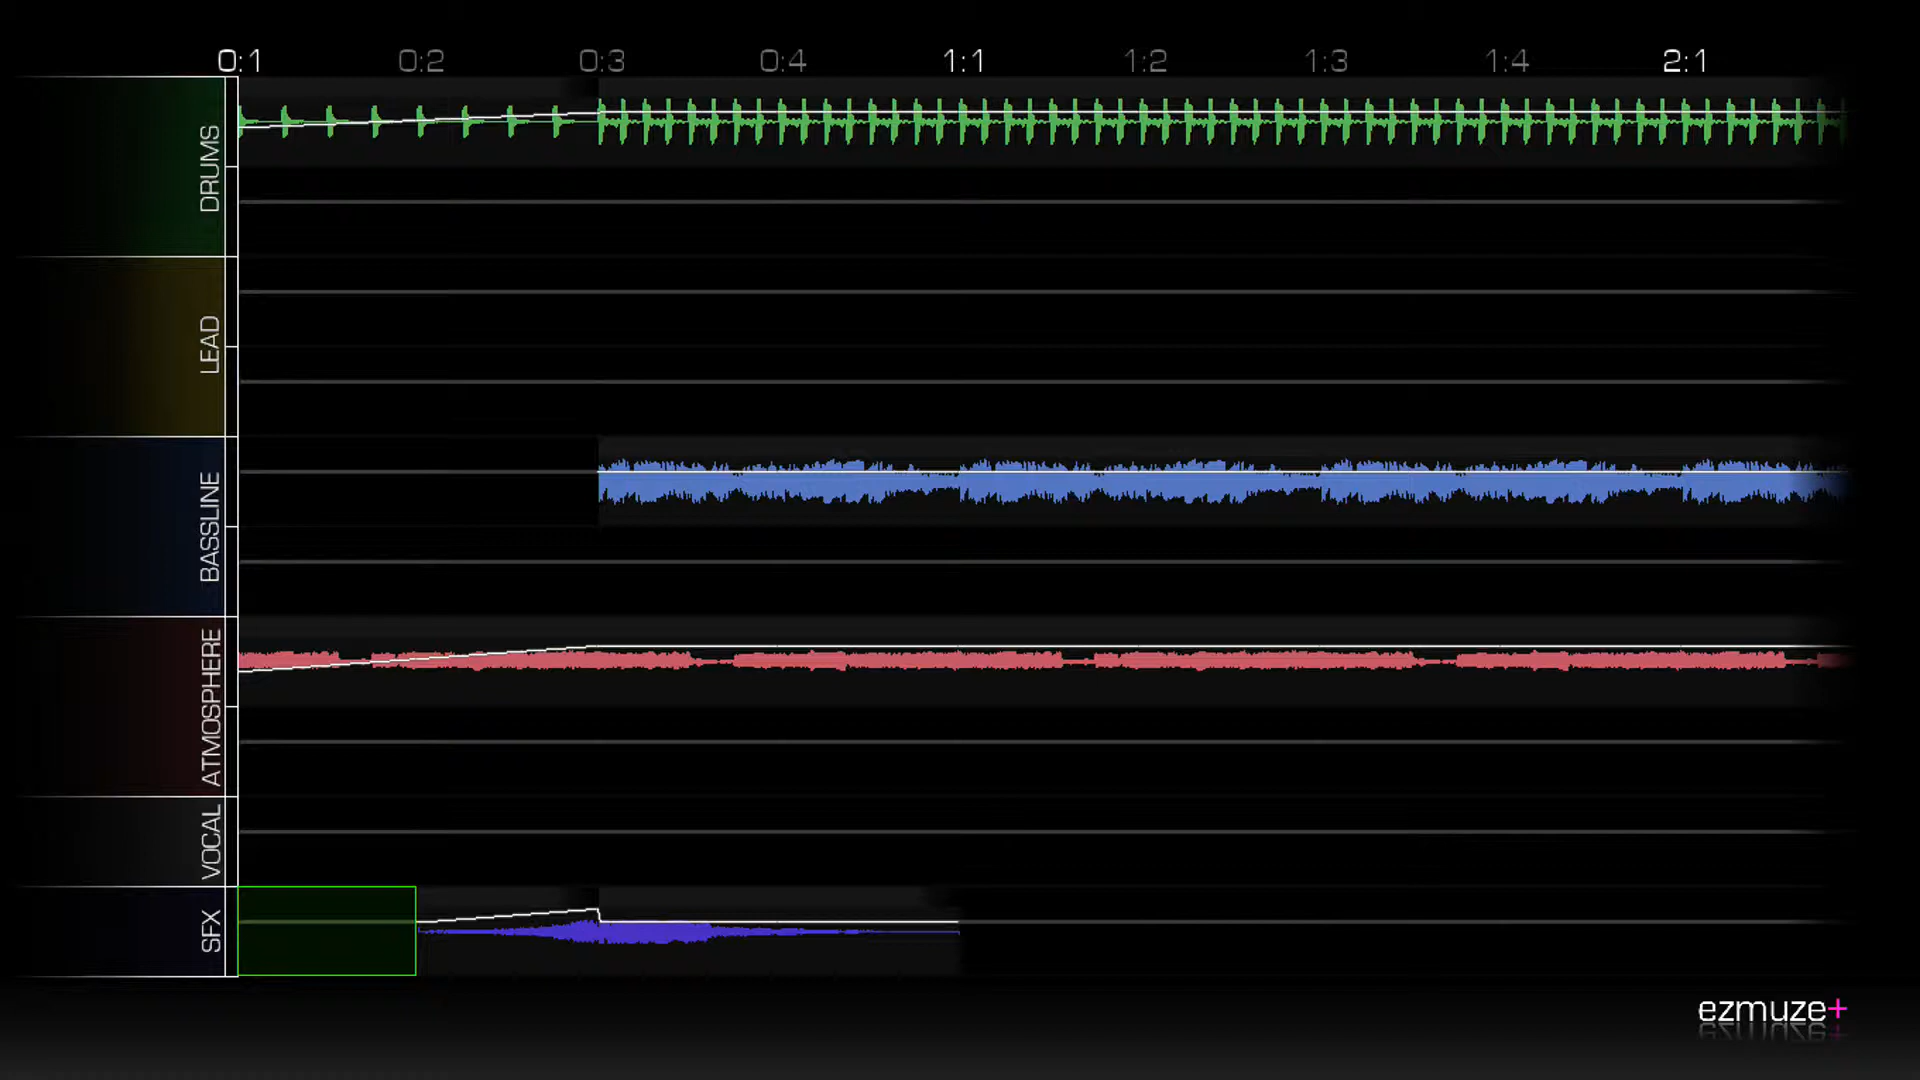 0:1 0:2 0:3 0:4 1:1 1:2 1:3 1:4 2:1
DRUMS
LEAD
BASSLINE
ATMOSPHERE
VOCAL
SFX
ezmuze+